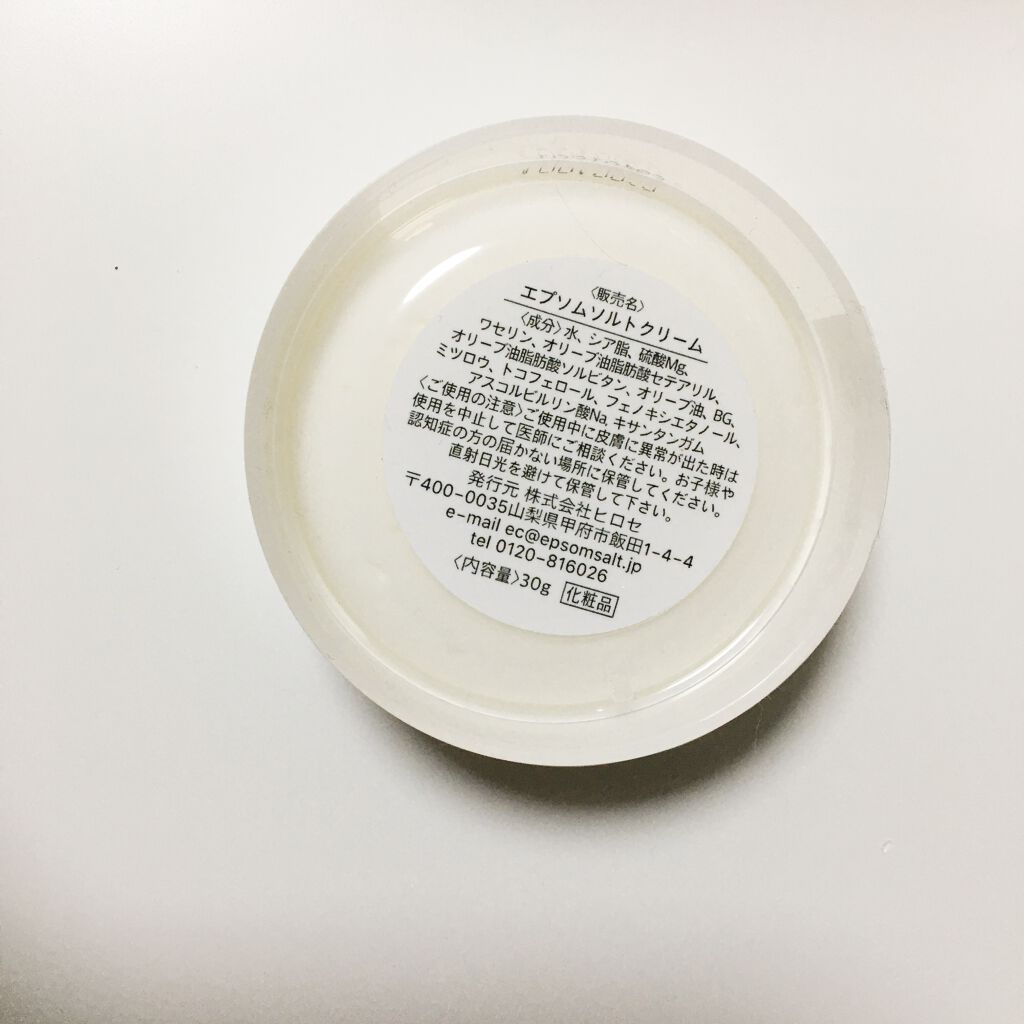 〈販売名〉
エプソムソルトクリーム
〈成分〉水、シア脂、硫酸Mg、
ワセリン、オリーブ油脂肪酸セテアリル、
オリーブ油脂肪酸ソルビタン、オリーブ油、BG、
ミツロウ、トコフェロール、フェノキシエタノール、
アスコルビルリン酸Na、キサンタンガム
〈ご使用の注意〉ご使用中に皮膚に異常が出た時は
使用を中止して医師にご相談ください。お子様や
認知症の方の届かない場所に保管してください。
直射日光を避けて保管して下さい。
発行元 株式会社ヒロセ
〒400-0035山梨県甲府市飯田1-4-4
e-mail ec@epsomsalt.jp
tel 0120-816026
〈内容量〉30g 化粧品